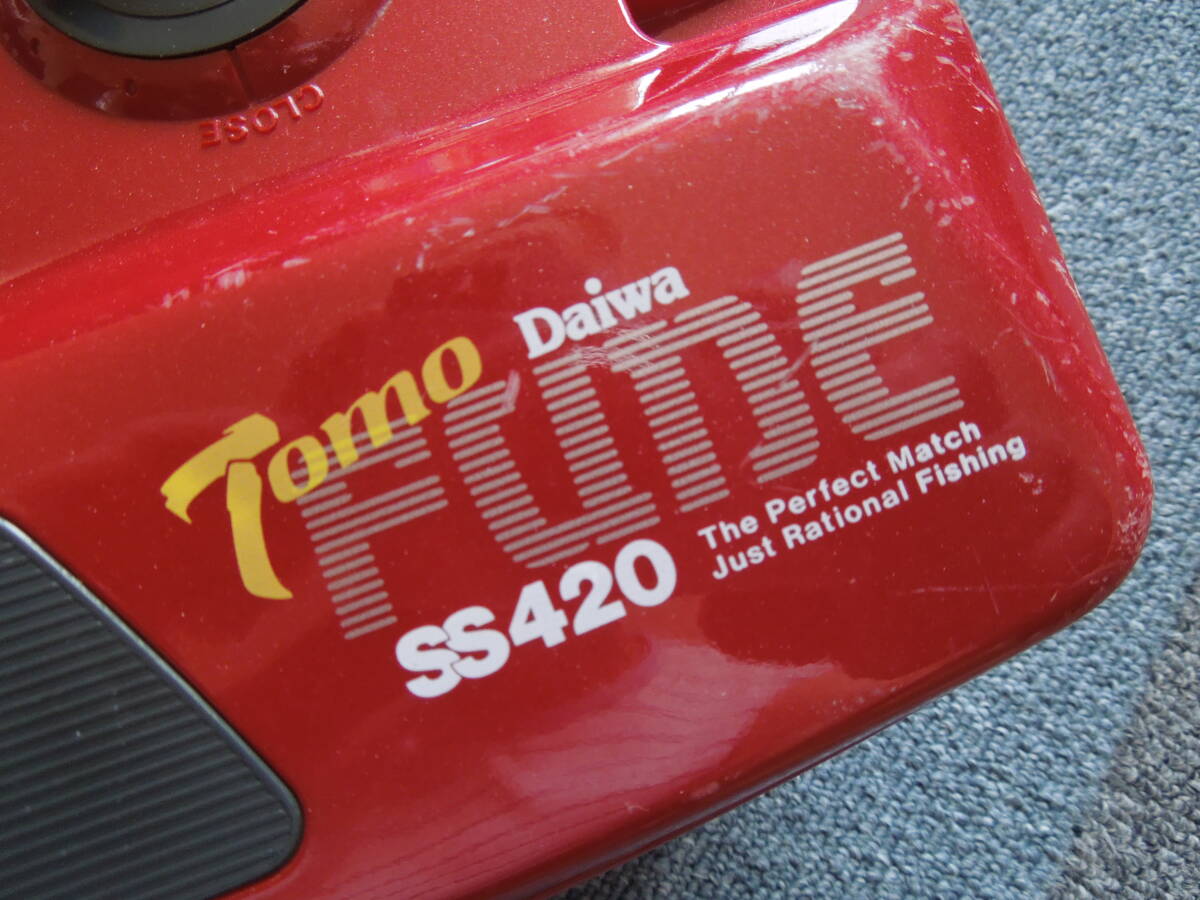 CLOSE
Daiwa
Tomo
FUNE
SS420
The Perfect Match
Just Rational Fishing